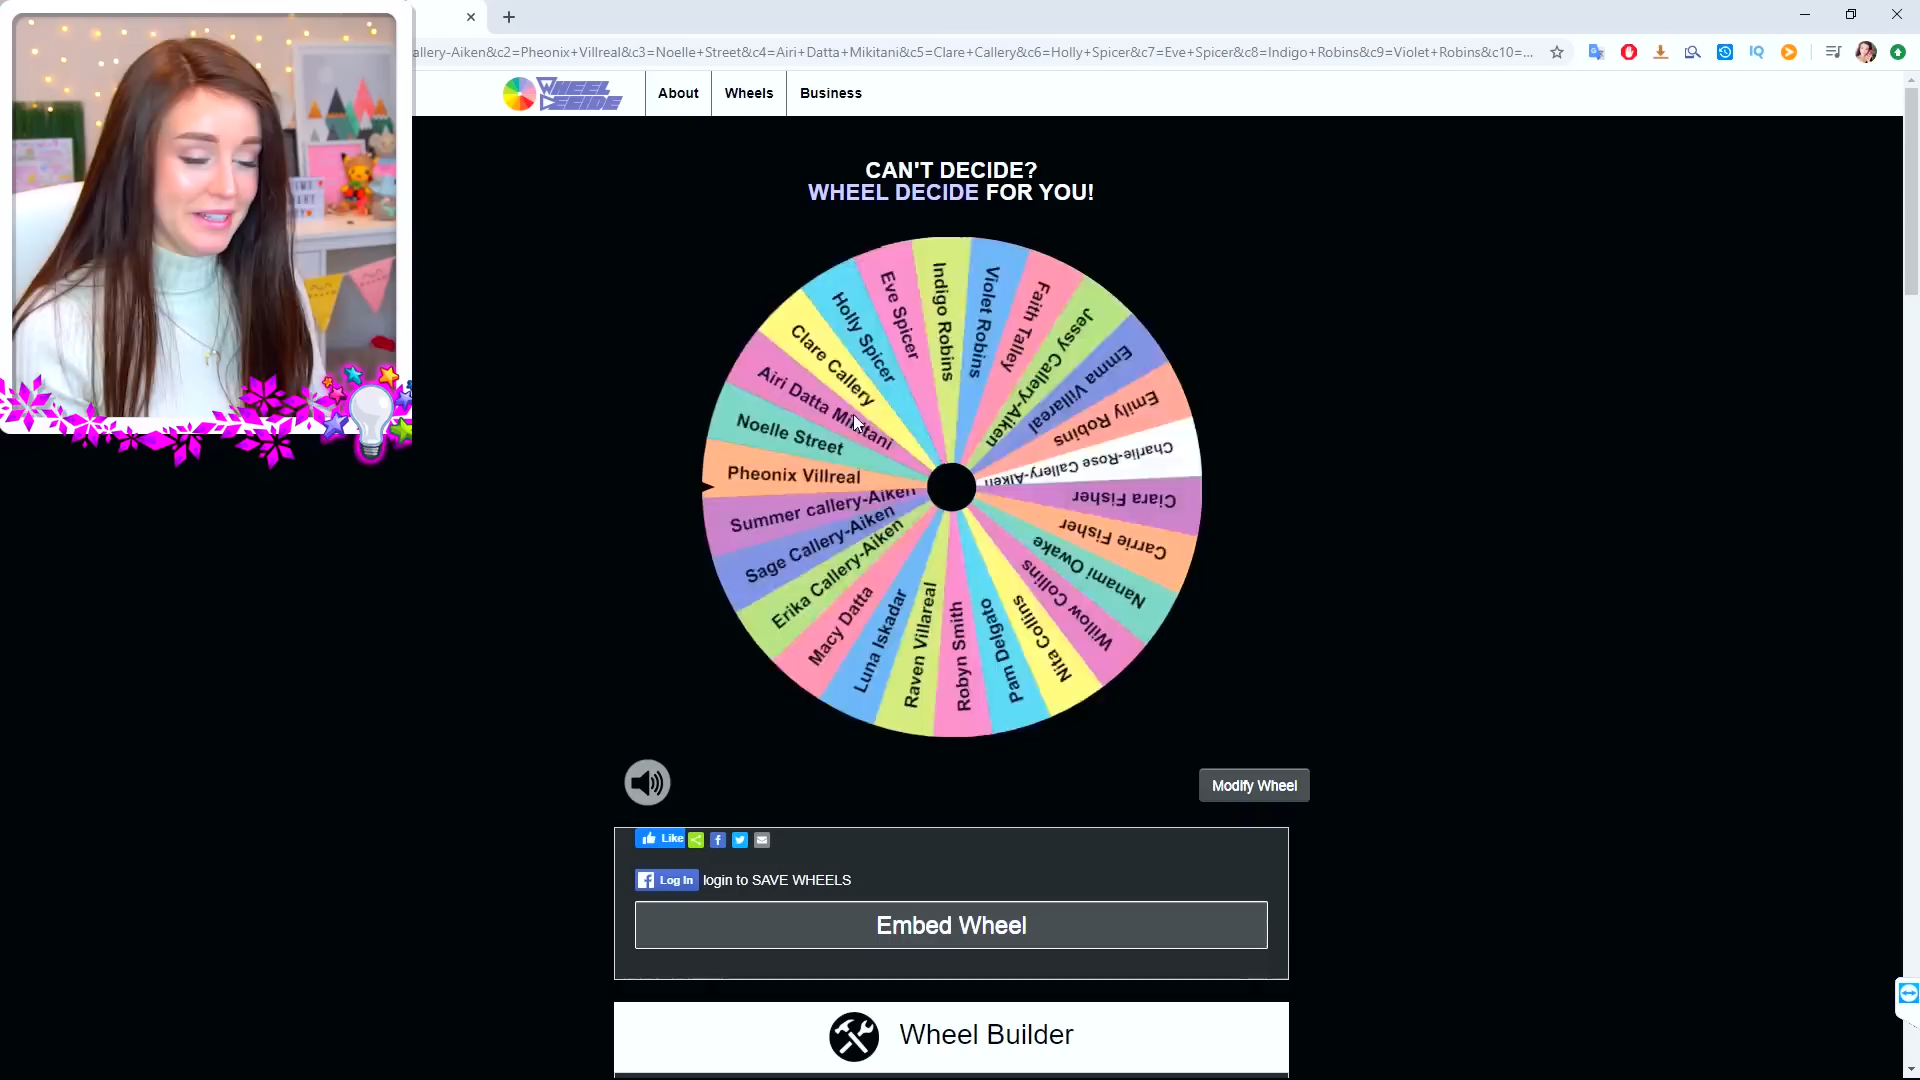 allery-Aiken&c2=Pheonix+Villreal&c3=Noelle+Street&c4=Airi+Datta+Mikitani&c5=Clare+Callery&c6=Holly+Spicer&c7=Eve+Spicer&c8=Indigo+Robins&c9=Violet+Robins&c10=...
IQ
WHEEL
DECIDE
About
Wheels
Business
CAN'T DECIDE?
WHEEL DECIDE FOR YOU!
Indigo Robins
Violet Robins
Faith Talley
Jessy Callery-Aiken
Emma Villareal
Emily Robins
Charlie-Rose Callery-Aiken
Ciara Fisher
Carrie Fisher
Nanami Owake
Willow Collins
Nita Collins
Pam Delgato
Robyn Smith
Raven Villareal
Luna Iskadar
Macy Datta
Erika Callery-Aiken
Sage Callery-Aiken
Summer callery-Aiken
Pheonix Villreal
Noelle Street
Airi Datta Mikitani
Clare Callery
Holly Spicer
Eve Spicer
Modify Wheel
Like
Log In login to SAVE WHEELS
Embed Wheel
Wheel Builder